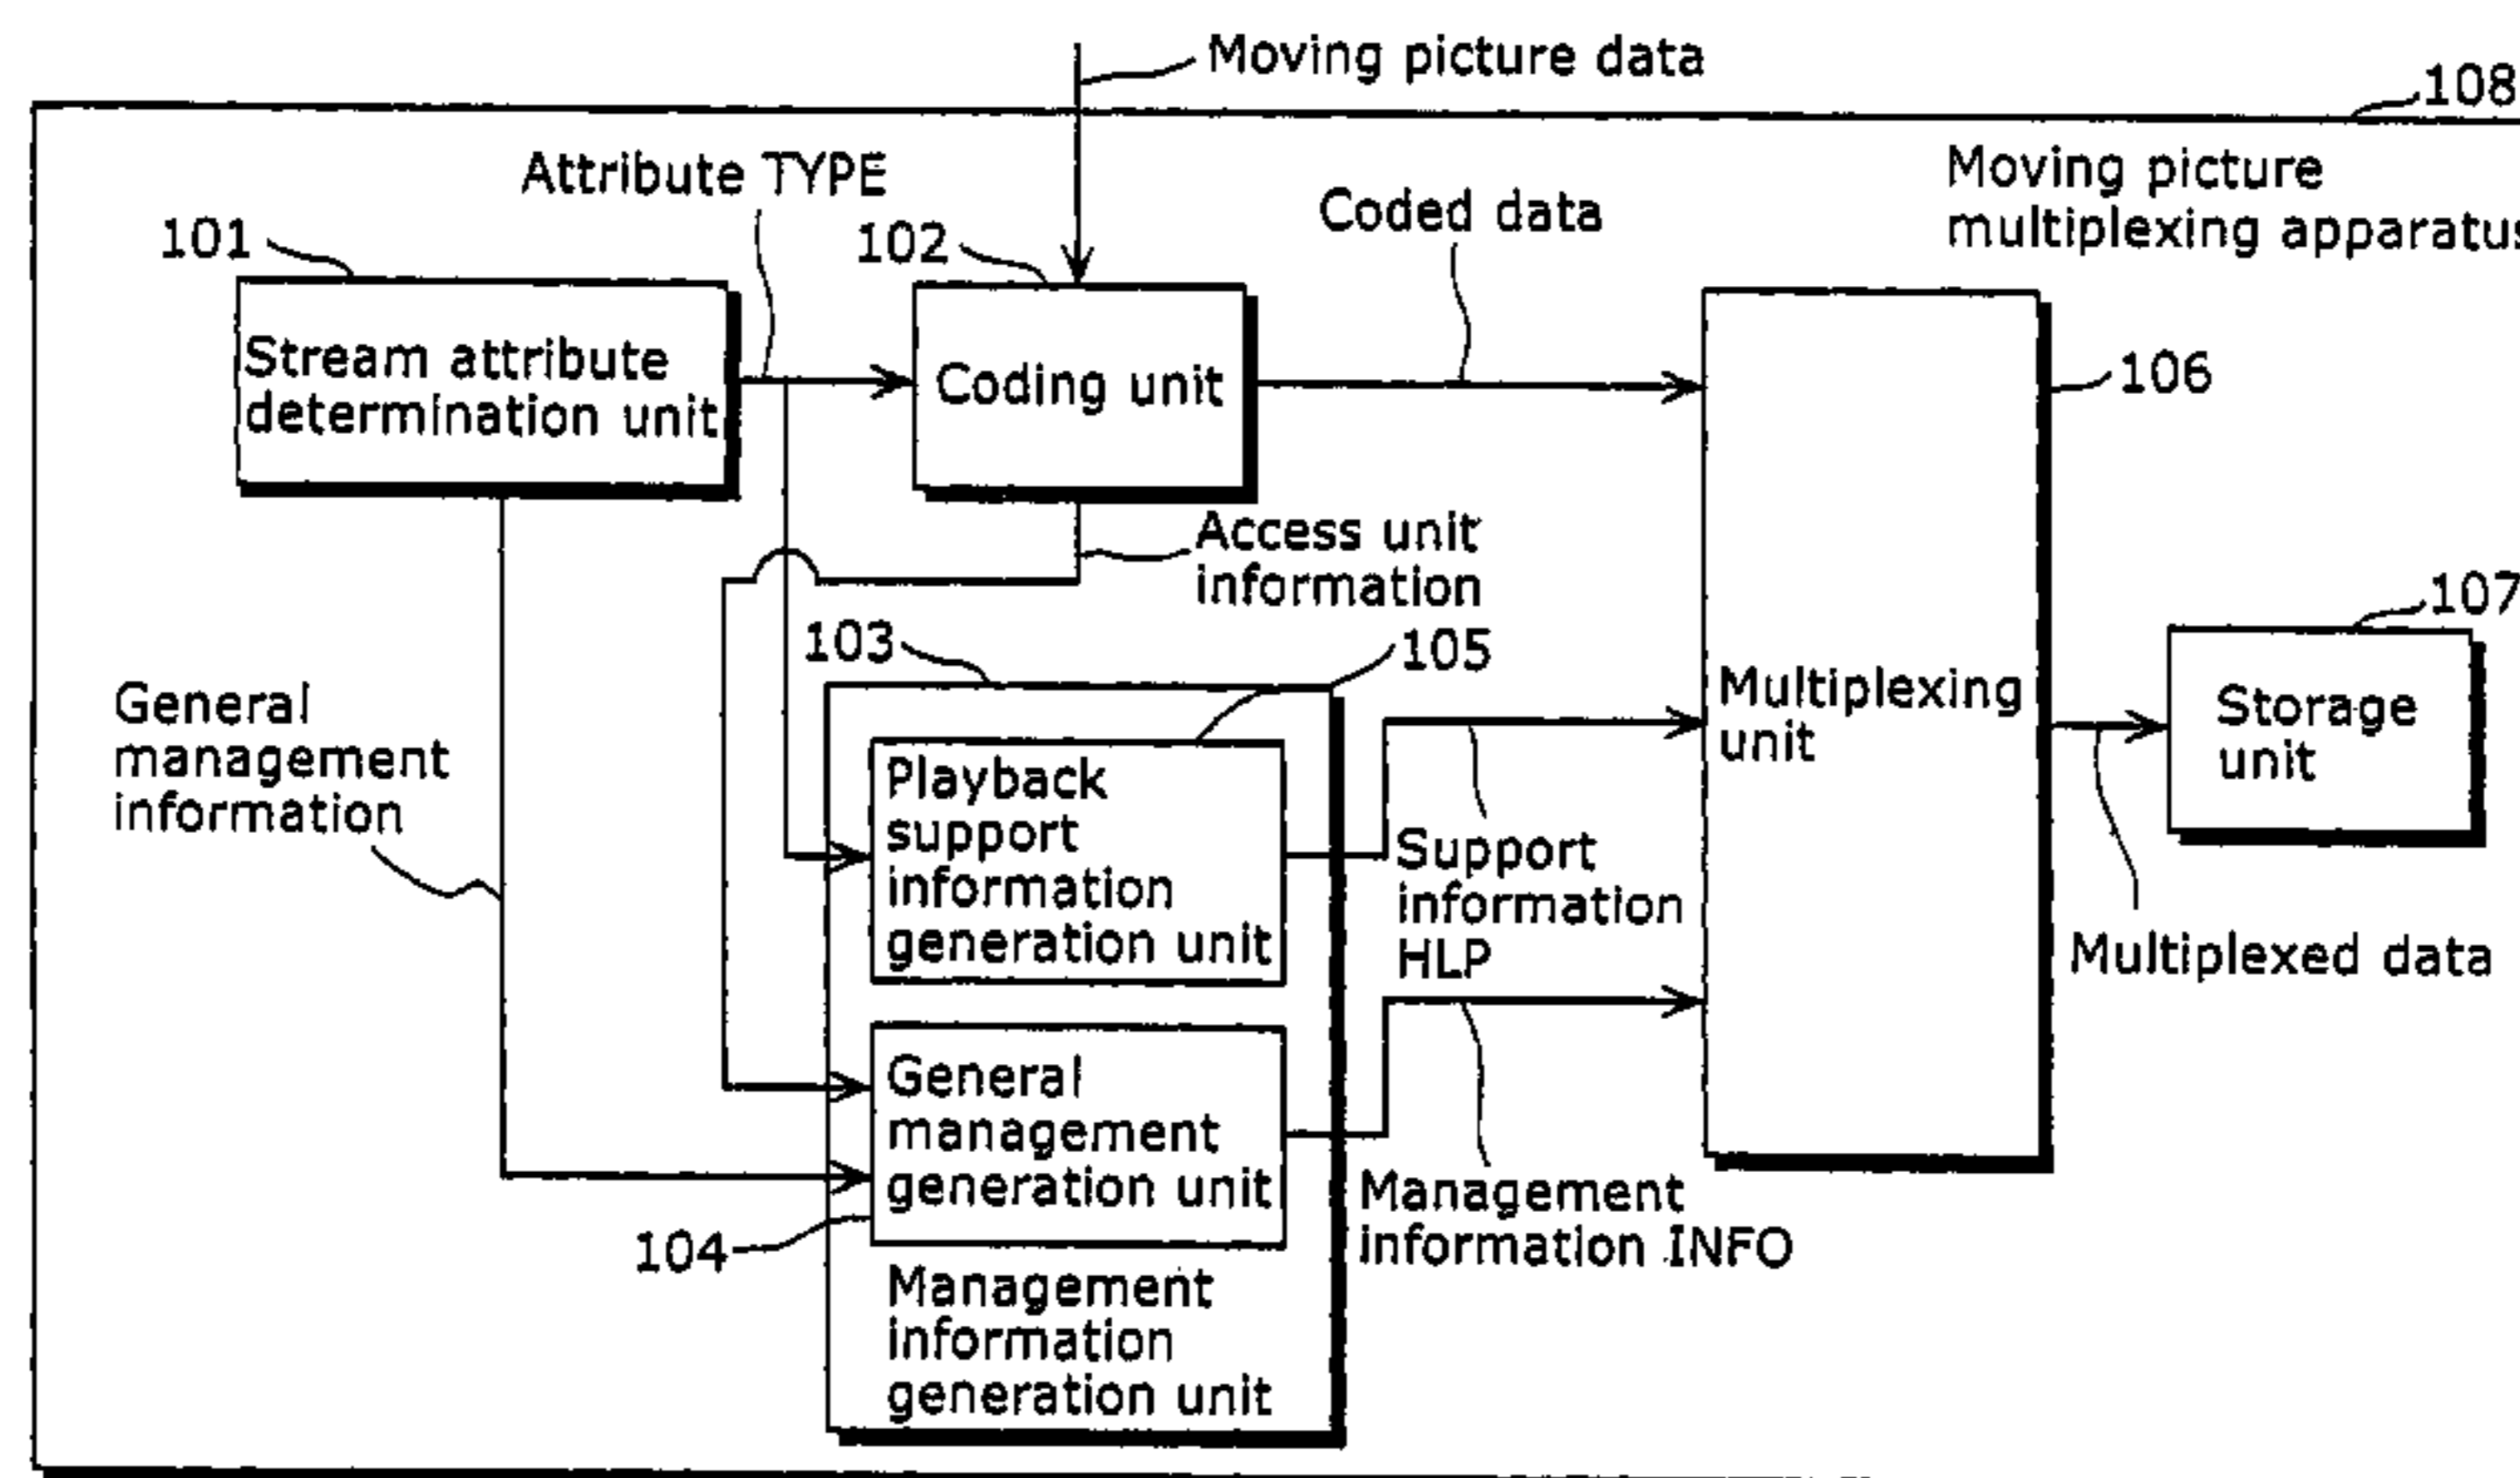 Moving picture data
108
Attribute TYPE
Moving picture
multiplexing apparatus
Coded data
101
102
Stream attribute
determination unit
Coding unit
106
Access unit
information
103
105
107
General
management
information
Multiplexing
unit
Storage
unit
Playback
support
information
generation unit
Support
information
HLP
Multiplexed data
General
management
generation unit
104
Management
information INFO
Management
information
generation unit